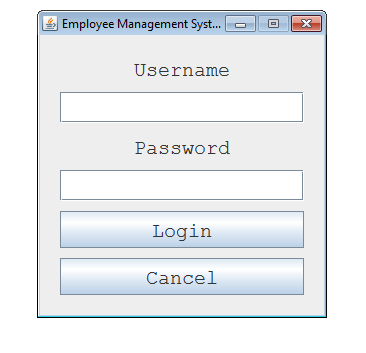 Employee Management Syst...
Username
Password
Login
Cancel